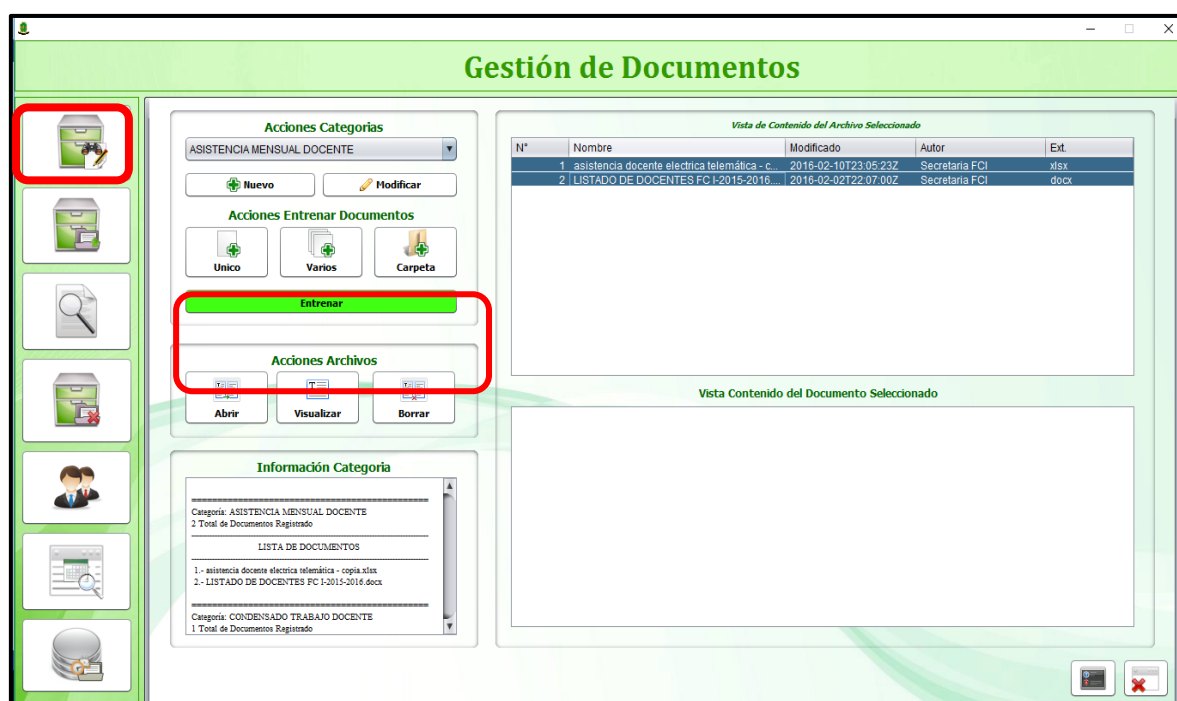 Gestión de Documentos
Acciones Categorias
ASISTENCIA MENSUAL DOCENTE
Nuevo
Modificar
Acciones Entrenar Documentos
Unico
Varios
Carpeta
Entrenar
Acciones Archivos
Abrir
Visualizar
Borrar
Información Categoria
Categoría: ASISTENCIA MENSUAL DOCENTE
2 Total de Documentos Registrado
LISTA DE DOCUMENTOS
1.- asistencia docente electrica telemática - copia.xlsx
2.- LISTADO DE DOCENTES FC I-2015-2016.docx
Categoría: CONDENSADO TRABAJO DOCENTE
1 Total de Documentos Registrado
Vista de Contenido del Archivo Seleccionado
N° Nombre Modificado Autor Ext.
1 asistencia docente electrica telemática - c... 2016-02-10T23:05:23Z Secretaria FCI xlsx
2 LISTADO DE DOCENTES FC I-2015-2016.... 2016-02-02T22:07:00Z Secretaria FCI docx
Vista Contenido del Documento Seleccionado